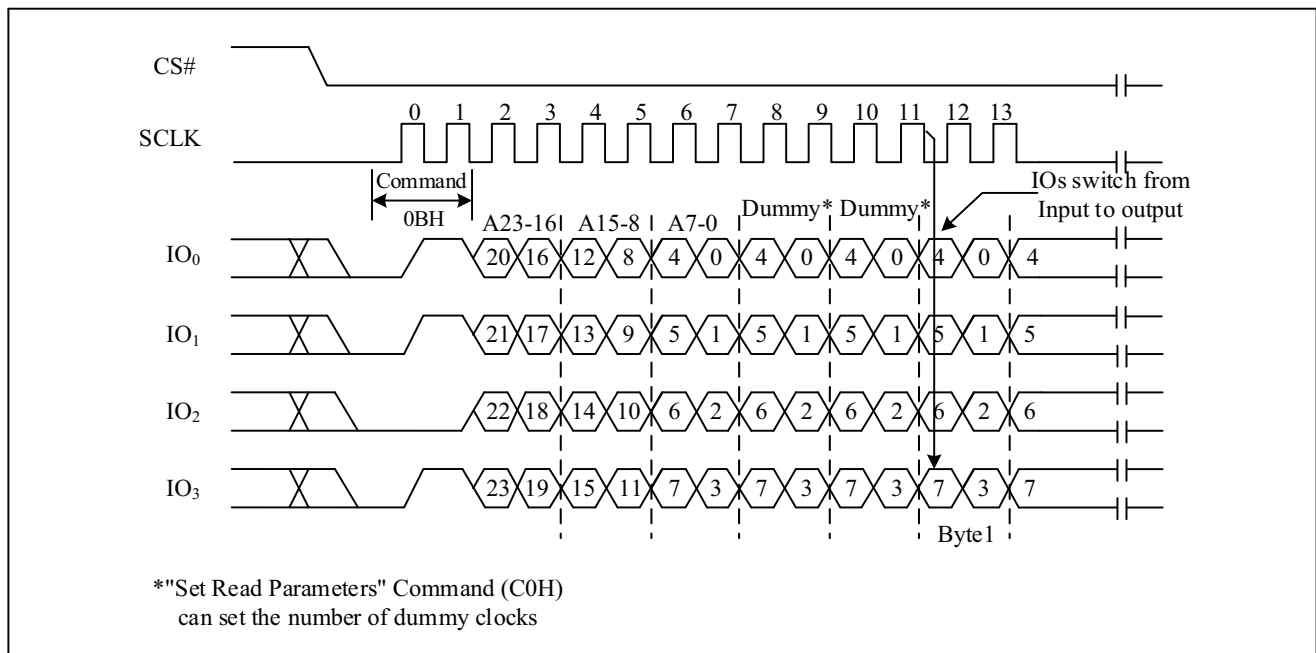 CS#
0 1 2 3 4 5 6 7 8 9 10 11 12 13
SCLK
Command
0BH
IOs switch from
Input to output
A23-16 A15-8 A7-0 Dummy* Dummy*
IO0 20 16 12 8 4 0 4 0 4 0 4 0 4
IO1 21 17 13 9 5 1 5 1 5 1 5 1 5
IO2 22 18 14 10 6 2 6 2 6 2 6 2 6
IO3 23 19 15 11 7 3 7 3 7 3 7 3 7
Byte1
*"Set Read Parameters" Command (C0H)
can set the number of dummy clocks